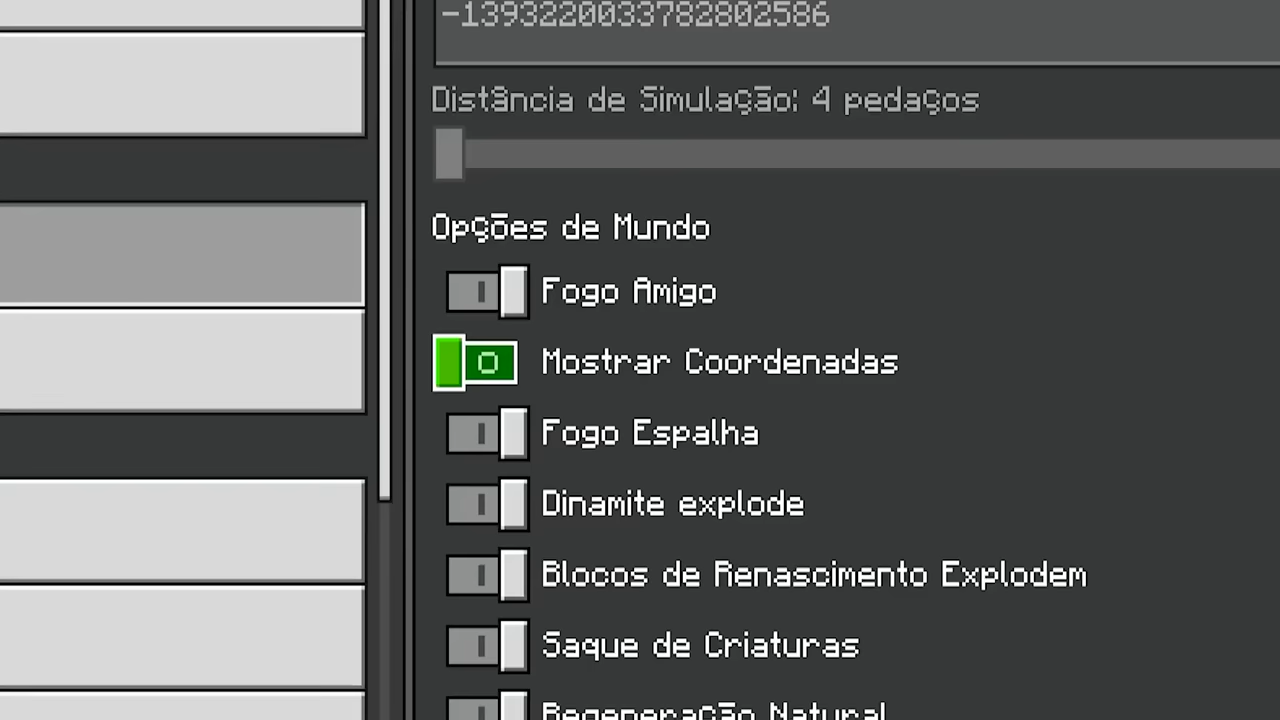 -1393220033782802586
Distância de Simulação: 4 pedaços
Opções de Mundo
Fogo Amigo
Mostrar Coordenadas
Fogo Espalha
Dinamite explode
Blocos de Renascimento Explodem
Saque de Criaturas
Regeneração Natural